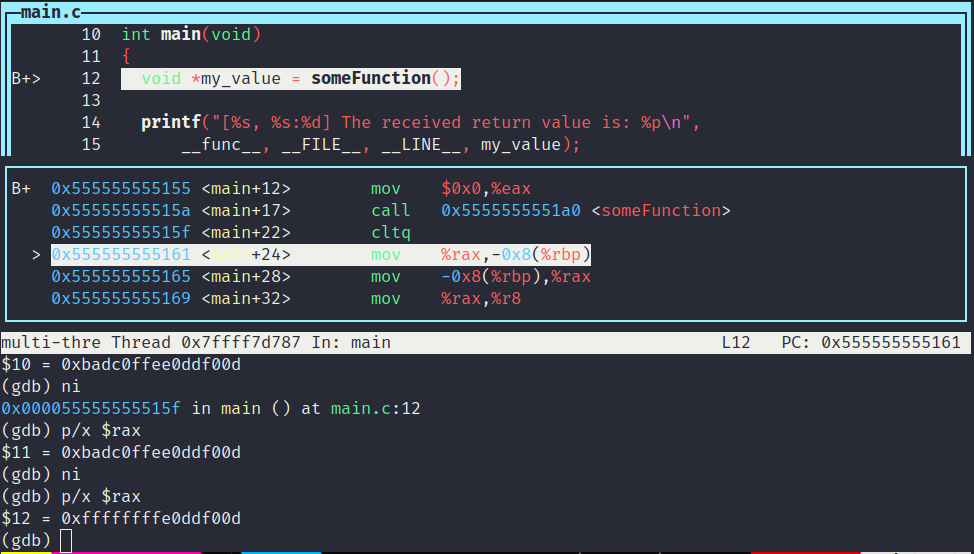 main.c
10 int main(void)
11 {
B+> 12 void *my_value = someFunction();
13
14 printf("[%s, %s:%d] The received return value is: %p\n",
15 __func__, __FILE__, __LINE__, my_value);
B+ 0x555555555155 <main+12> mov $0x0,%eax
0x55555555515a <main+17> call 0x5555555551a0 <someFunction>
0x55555555515f <main+22> cltq
> 0x555555555161 <main+24> mov %rax,-0x8(%rbp)
0x555555555165 <main+28> mov -0x8(%rbp),%rax
0x555555555169 <main+32> mov %rax,%r8
multi-thre Thread 0x7ffff7d787 In: main L12 PC: 0x555555555161
$10 = 0xbadc0ffee0ddf00d
(gdb) ni
0x000055555555515f in main () at main.c:12
(gdb) p/x $rax
$11 = 0xbadc0ffee0ddf00d
(gdb) ni
(gdb) p/x $rax
$12 = 0xffffffffe0ddf00d
(gdb)